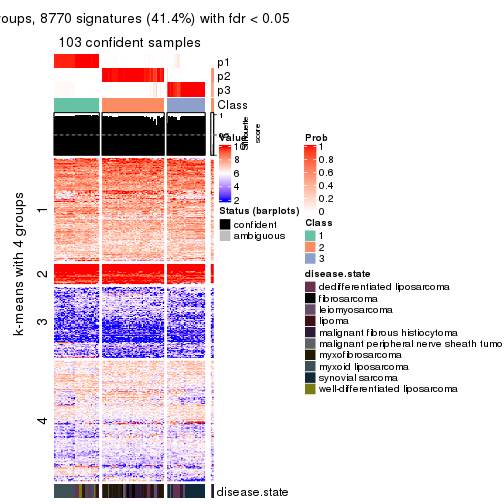 oups, 8770 signatures (41.4%) with fdr < 0.05
103 confident samples
p1
p2
p3
Class
1
0.5
Silhouette
score
Value
10
8
6
4
2
Status (barplots)
confident
ambiguous
Prob
1
0.8
0.6
0.4
0.2
0
Class
1
2
3
disease.state
dedifferentiated liposarcoma
fibrosarcoma
leiomyosarcoma
lipoma
malignant fibrous histiocytoma
malignant peripheral nerve sheath tumo
myxofibrosarcoma
myxoid liposarcoma
synovial sarcoma
well-differentiated liposarcoma
k-means with 4 groups
1
2
3
4
disease.state